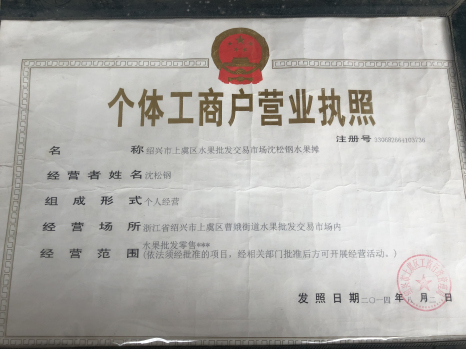 个体工商户营业执照
注册号
名 称 绍兴市上虞区水果批发交易市场沈松钢水果摊
经营者姓名 沈松钢
组成形式 个人经营
经营场所 浙江省绍兴市上虞区曹娥街道水果批发交易市场内
水果批发零售***
经营范围 (依法须经批准的项目,经相关部门批准后方可开展经营活动。)
发照日期 二〇一四年 月 二日